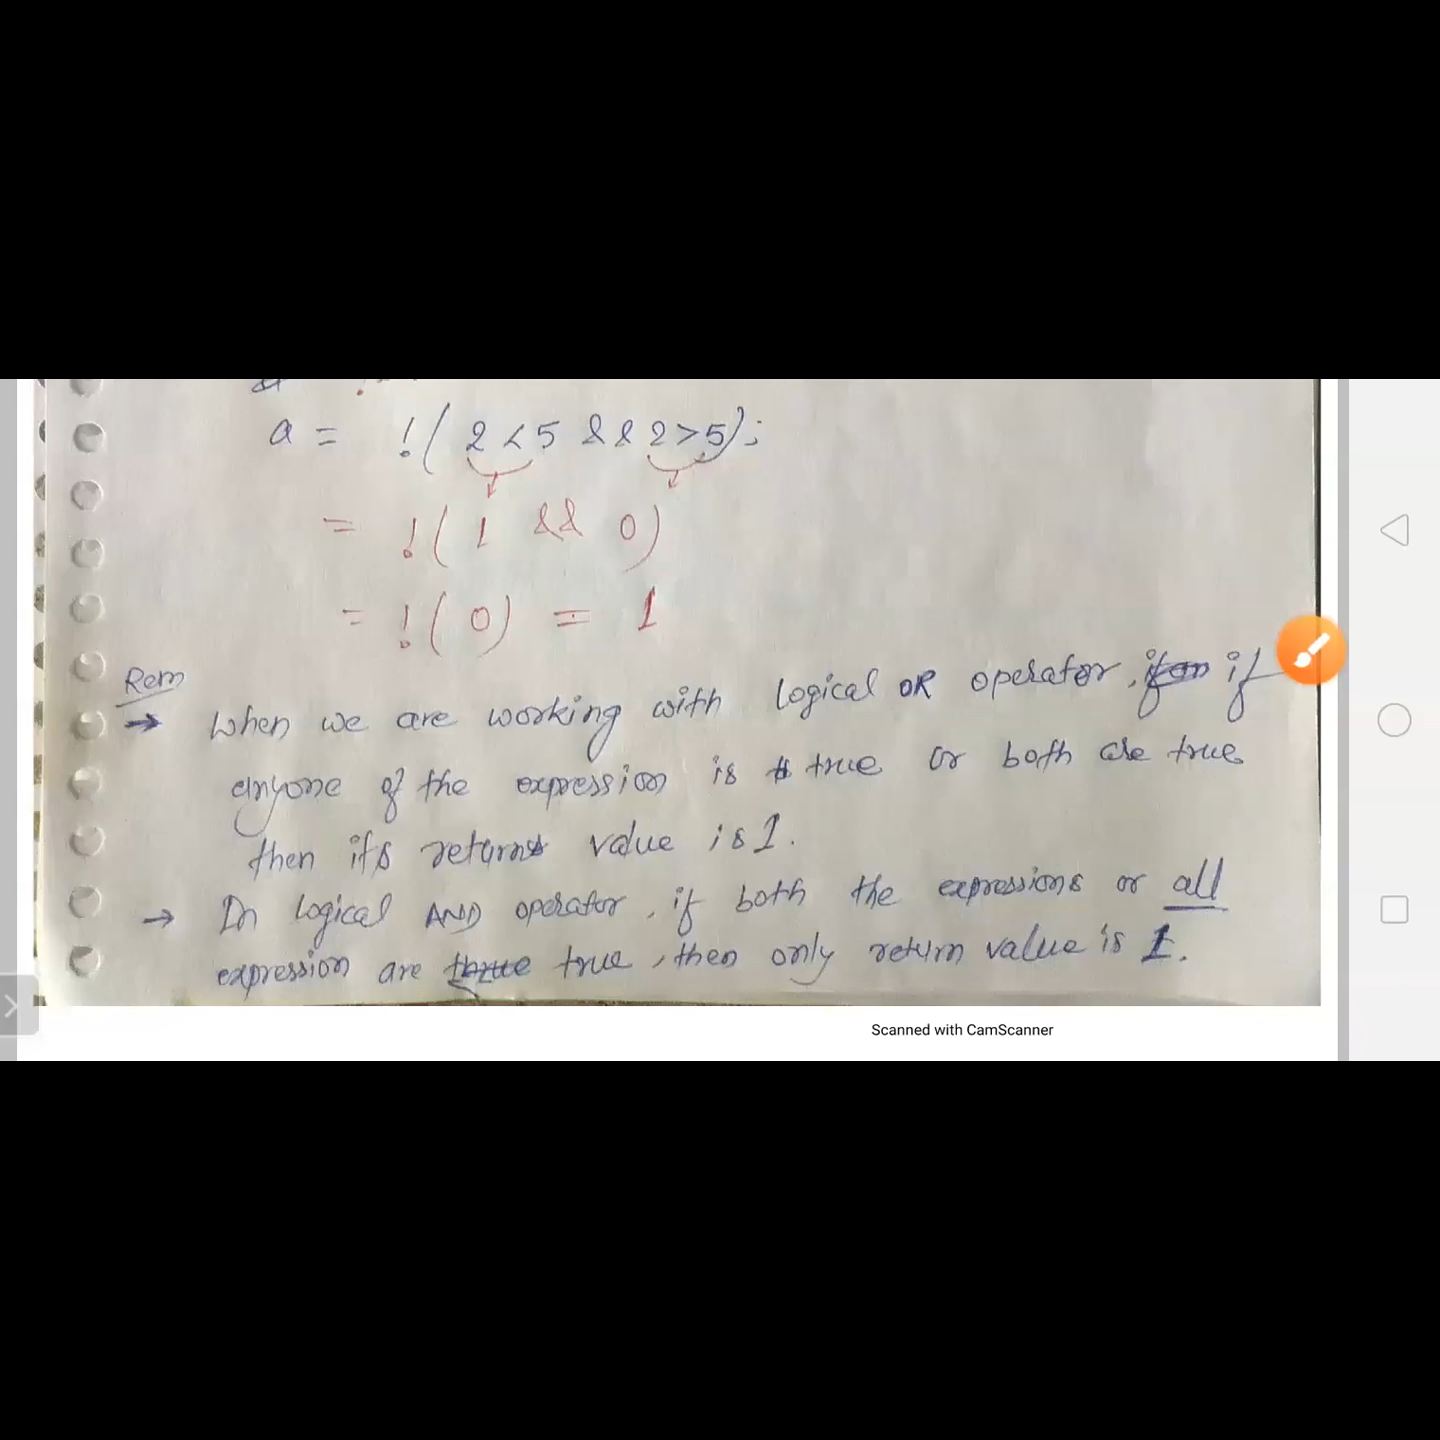 a = !( 2 < 5 && 2 > 5);
= !( 1 && 0)
= !( 0) = 1
Rem
→ When we are working with logical OR operator, if
anyone of the expression is true or both are true
then its return value is 1.
→ In logical AND operator, if both the expressions or all
expression are true, then only return value is 1.
Scanned with CamScanner